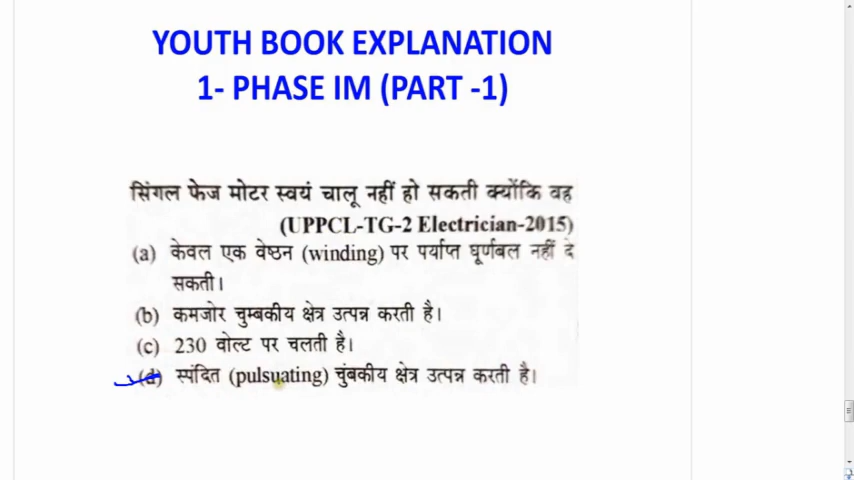 YOUTH BOOK EXPLANATION
1- PHASE IM (PART -1)
सिंगल फेज मोटर स्वयं चालू नहीं हो सकती क्योंकि वह
(UPPCL-TG-2 Electrician-2015)
(a) केवल एक वेष्ठन (winding) पर पर्याप्त घूर्णबल नहीं दे
सकती।
(b) कमजोर चुम्बकीय क्षेत्र उत्पन्न करती है।
(c) 230 वोल्ट पर चलती है।
(d) स्पंदित (pulsuating) चुंबकीय क्षेत्र उत्पन्न करती है।